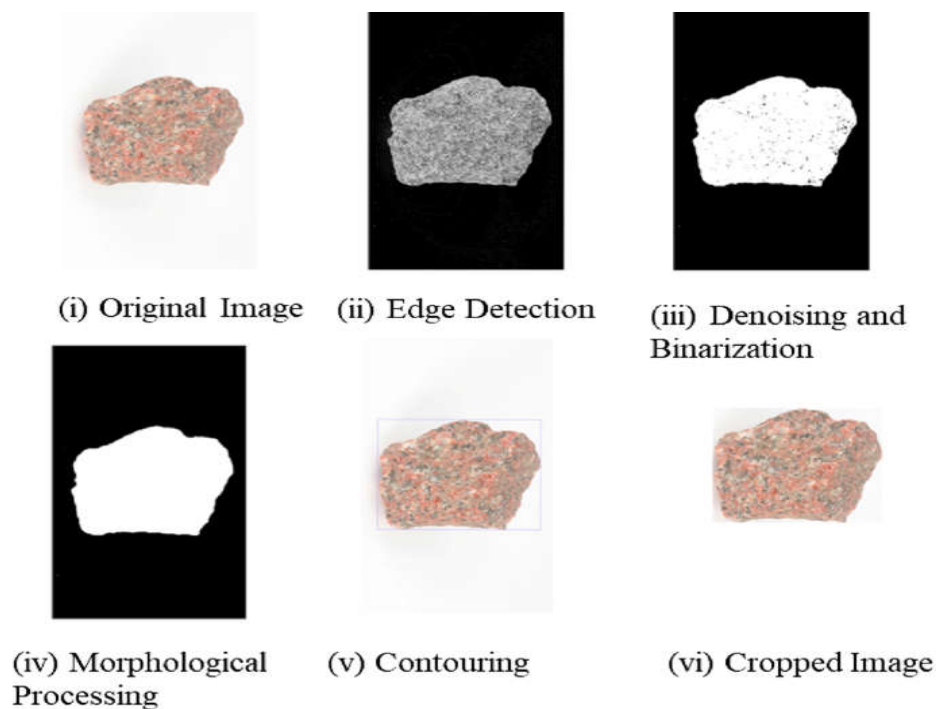 (i) Original Image
(ii) Edge Detection
(iii) Denoising and
Binarization
(iv) Morphological
Processing
(v) Contouring
(vi) Cropped Image